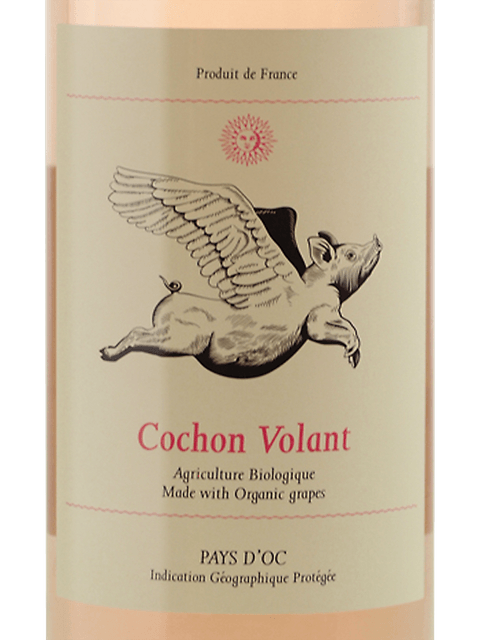 Produit de France
Cochon Volant
Agriculture Biologique
Made with Organic grapes
PAYS D'OC
Indication Géographique Protégée